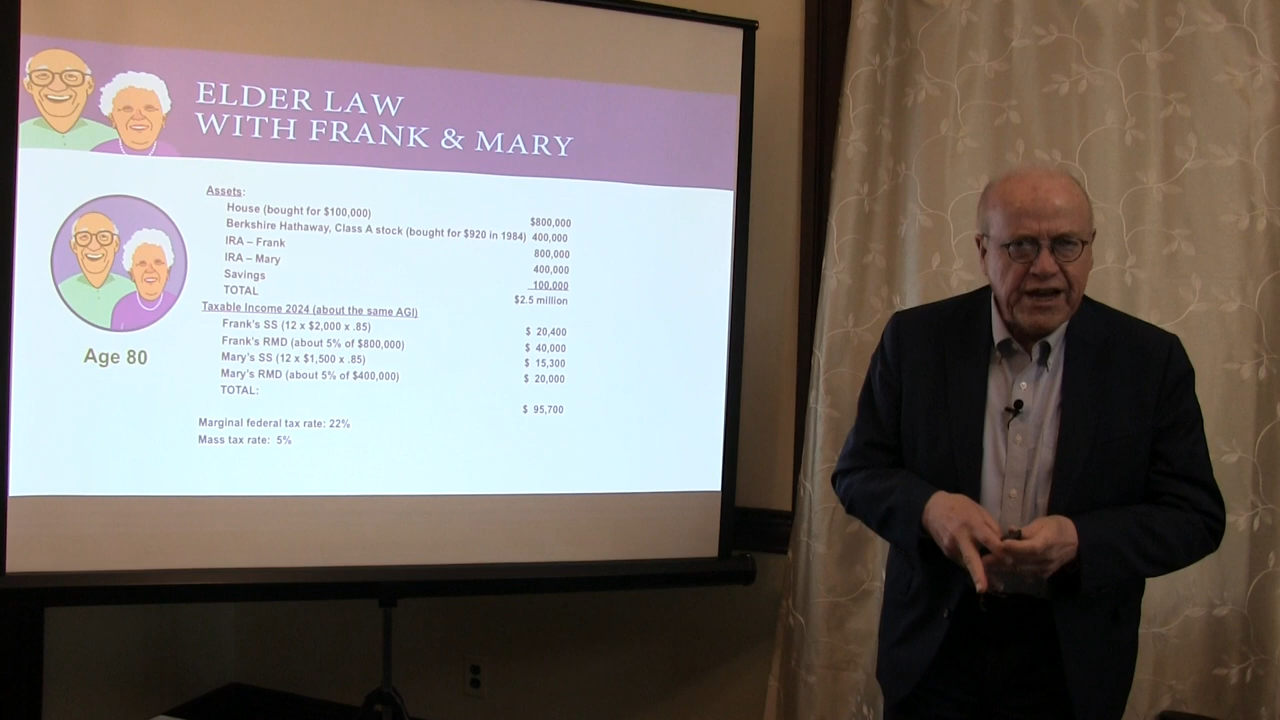 ELDER LAW
WITH FRANK & MARY
Age 80
Assets:
House (bought for $100,000) $800,000
Berkshire Hathaway, Class A stock (bought for $920 in 1984) 400,000
IRA – Frank 800,000
IRA – Mary 400,000
Savings 100,000
TOTAL $2.5 million
Taxable Income 2024 (about the same AGI)
Frank's SS (12 x $2,000 x .85) $ 20,400
Frank's RMD (about 5% of $800,000) $ 40,000
Mary's SS (12 x $1,500 x .85) $ 15,300
Mary's RMD (about 5% of $400,000) $ 20,000
TOTAL:
$ 95,700
Marginal federal tax rate: 22%
Mass tax rate: 5%